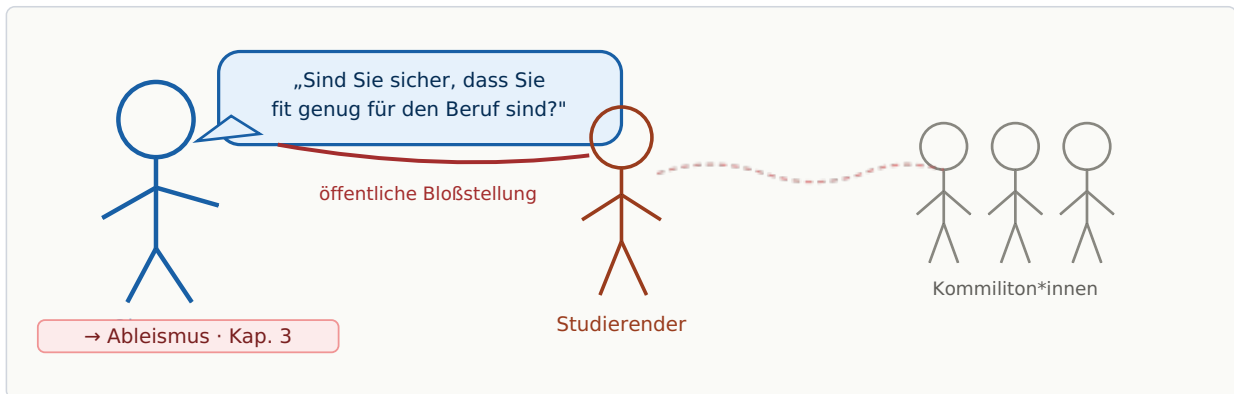 „Sind Sie sicher, dass Sie
fit genug für den Beruf sind?"
öffentliche Bloßstellung
Kommiliton*innen
Studierender
→ Ableismus · Kap. 3